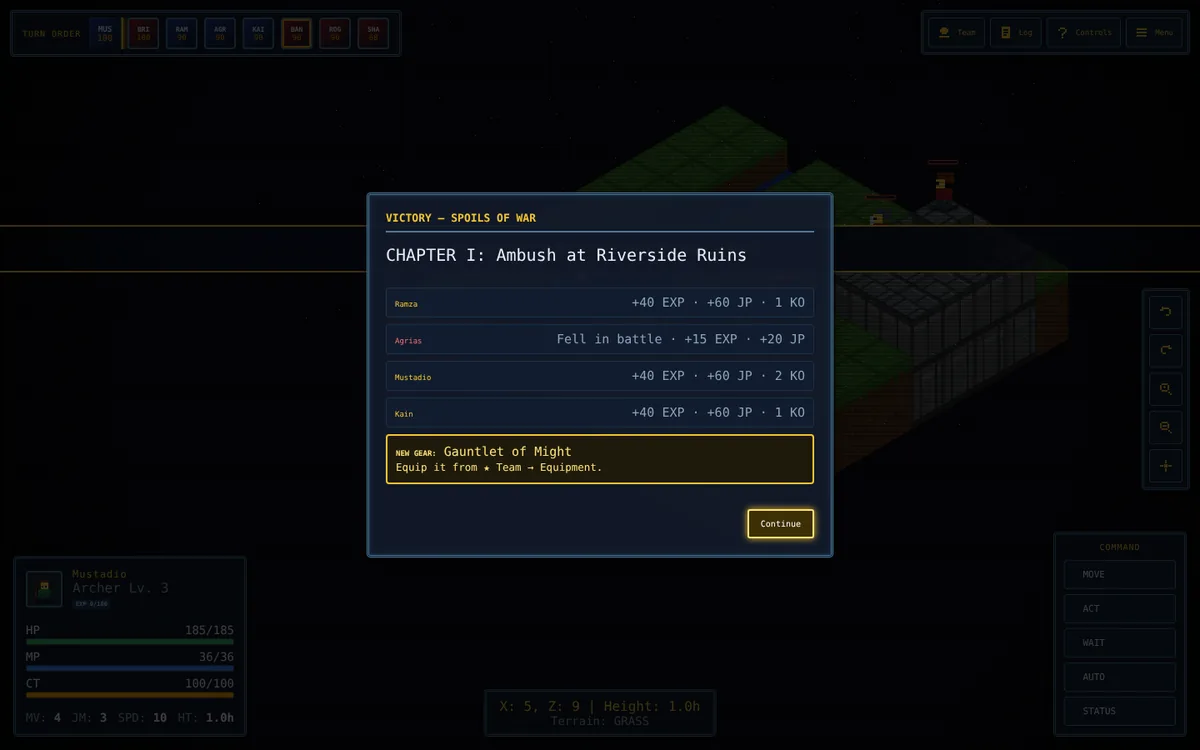 TURN ORDER
MUS 100
BRI 100
RAM 98
AGR 98
KAI 98
BAN 96
ROG 96
SHA 98
Team
Log
? Controls
Menu
VICTORY — SPOILS OF WAR
CHAPTER I: Ambush at Riverside Ruins
Ramza +40 EXP · +60 JP · 1 KO
Agrias Fell in battle · +15 EXP · +20 JP
Mustadio +40 EXP · +60 JP · 2 KO
Kain +40 EXP · +60 JP · 1 KO
NEW GEAR: Gauntlet of Might
Equip it from ★ Team → Equipment.
Continue
Mustadio
Archer Lv. 3
HP 185/185
MP 36/36
CT 100/100
MV: 4 JM: 3 SPD: 10 HT: 1.0h
X: 5, Z: 9 | Height: 1.0h
Terrain: GRASS
COMMAND
MOVE
ACT
WAIT
AUTO
STATUS